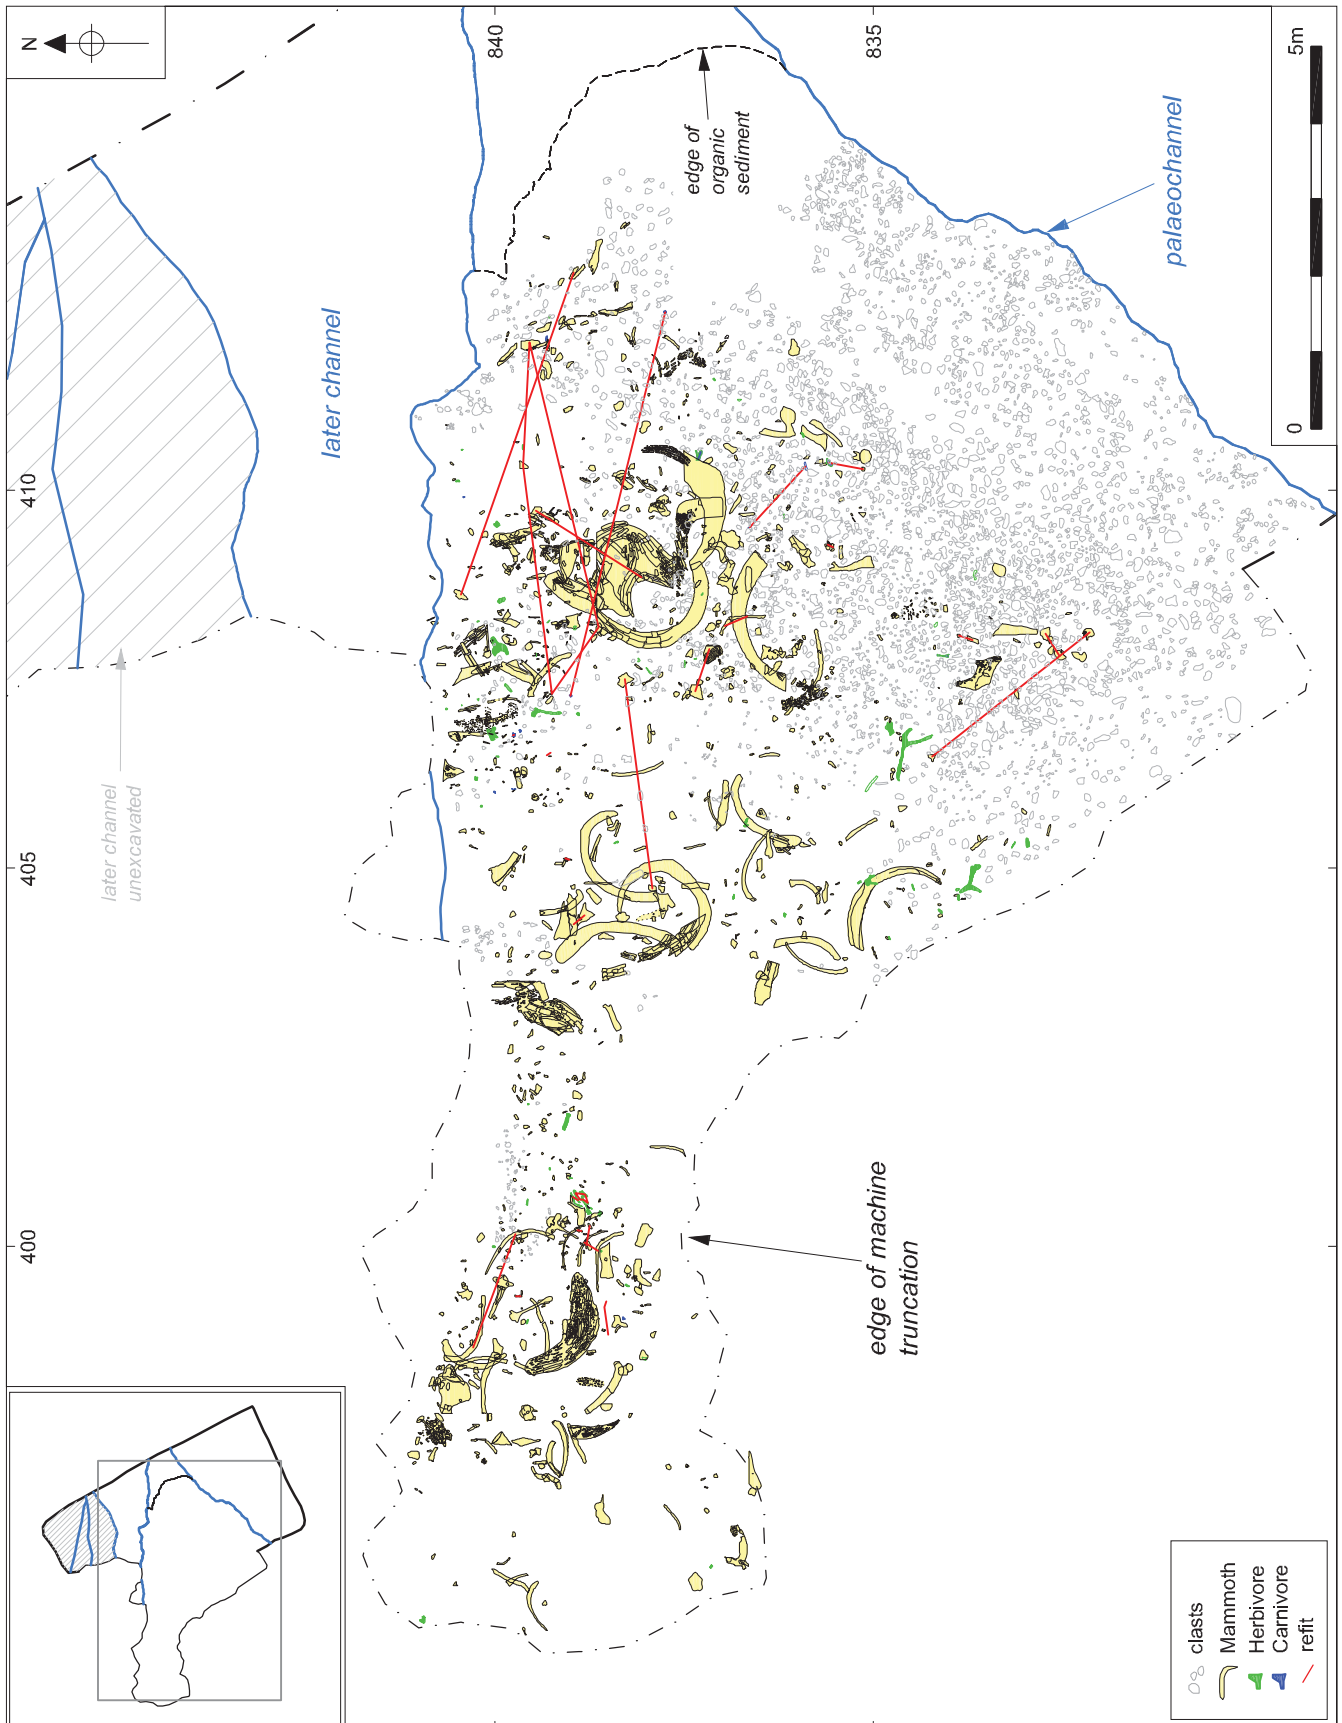 N
840
835
5m
0
edge of
organic
sediment
palaeochannel
later channel
410
later channel
unexcavated
405
400
edge of machine
truncation
clasts
Mammoth
Herbivore
Carnivore
refit